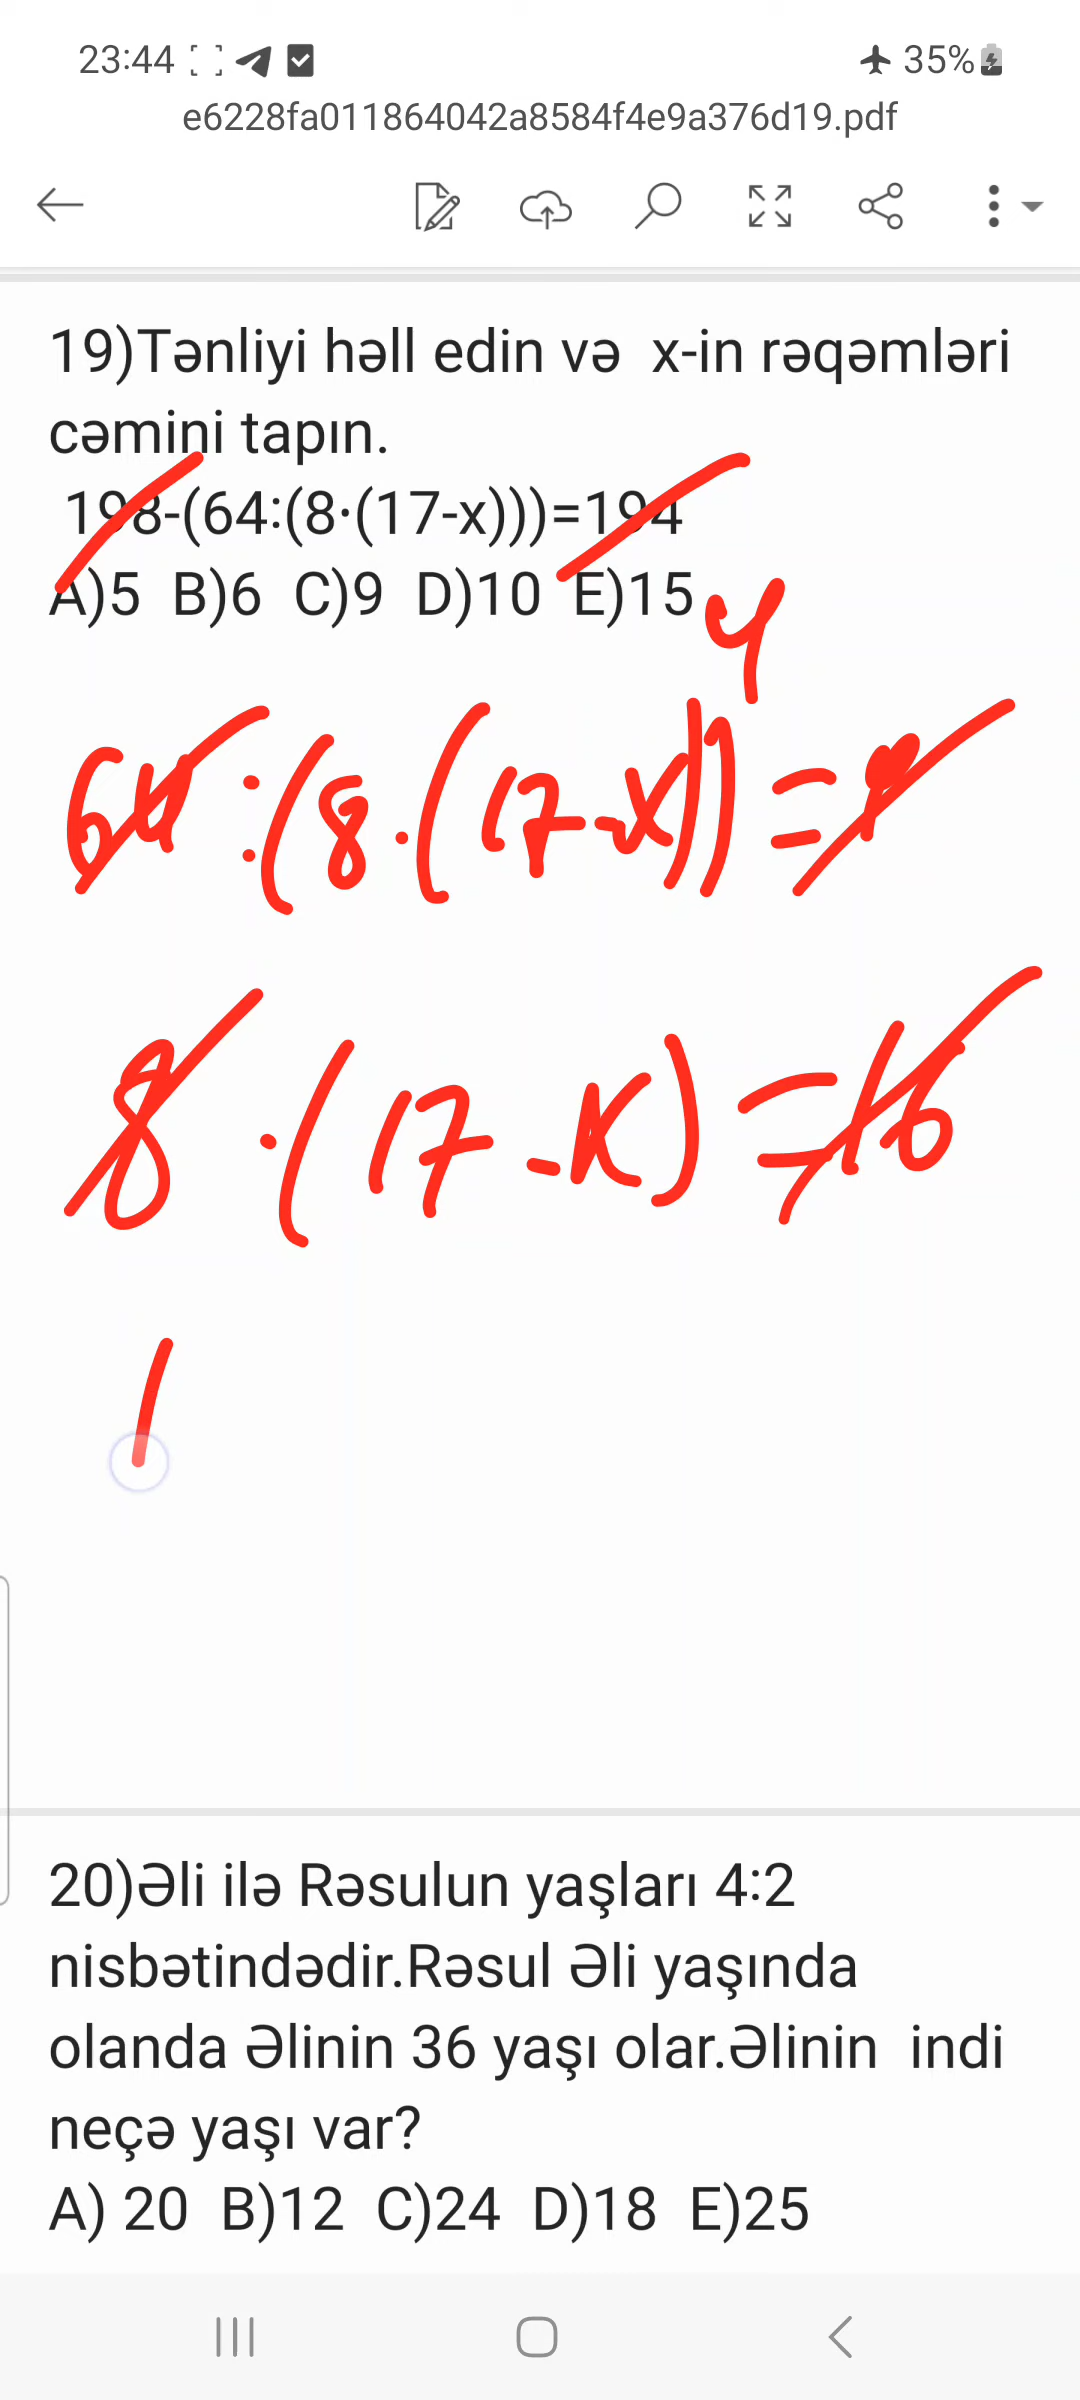 23:44
35%
e6228fa011864042a8584f4e9a376d19.pdf
19)Tənliyi həll edin və x-in rəqəmləri
cəmini tapın.
198-(64:(8·(17-x)))=194
A)5 B)6 C)9 D)10 E)15
4
64:(8·(17-x))=4
8·(17-x)=16
1
20)Əli ilə Rəsulun yaşları 4:2
nisbətindədir.Rəsul Əli yaşında
olanda Əlinin 36 yaşı olar.Əlinin indi
neçə yaşı var?
A) 20 B)12 C)24 D)18 E)25